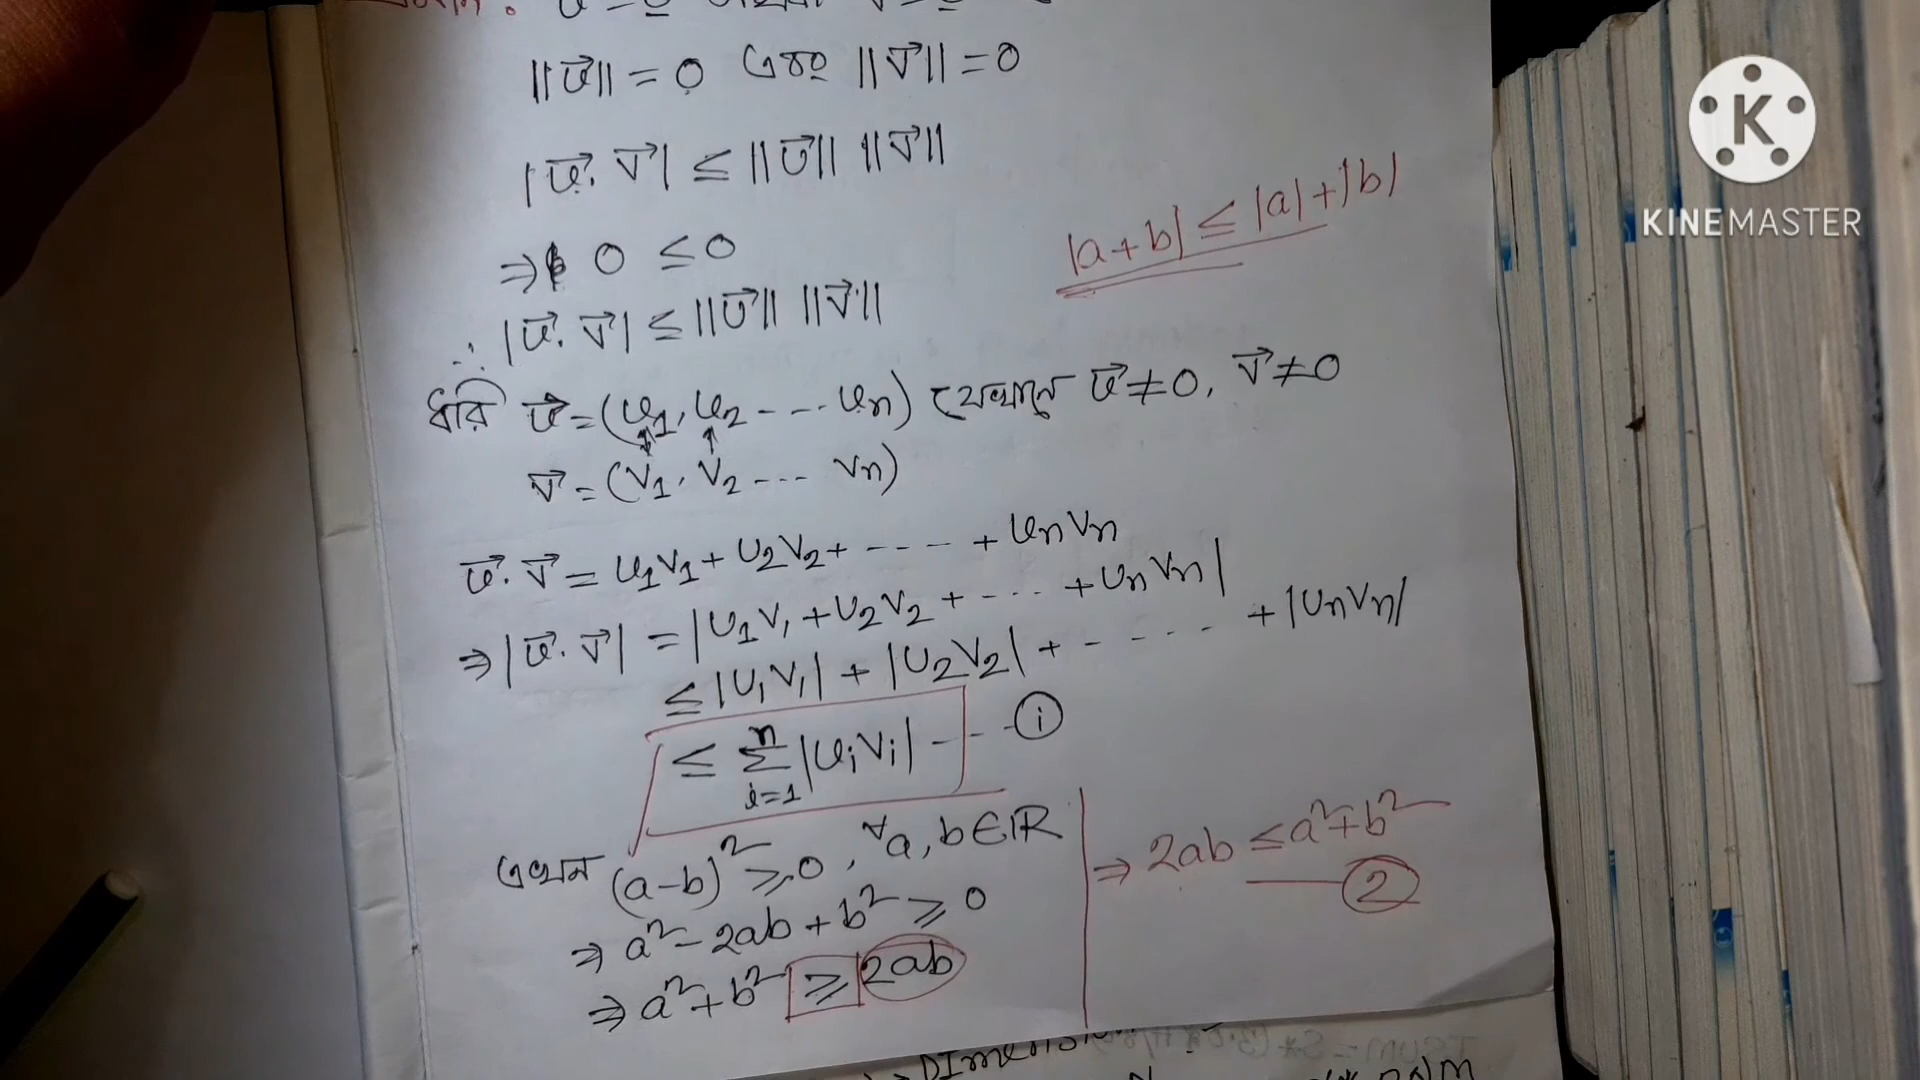 ||u⃗|| = 0 এবং ||v⃗|| = 0
|u⃗. v⃗| ≤ ||u⃗|| ||v⃗||
⇒ 0 ≤ 0
|a+b| ≤ |a|+|b|
∴ |u⃗. v⃗| ≤ ||u⃗|| ||v⃗||
ধরি u⃗ = (u₁, u₂ --- uₙ) যেখানে u⃗ ≠ 0, v⃗ ≠ 0
v⃗ = (v₁, v₂ --- vₙ)
u⃗. v⃗ = u₁v₁ + u₂v₂ + ---- + uₙvₙ
⇒ |u⃗. v⃗| = |u₁v₁ + u₂v₂ + --- + uₙvₙ|
≤ |u₁v₁| + |u₂v₂| + ---- + |uₙvₙ|
≤ Σⁿᵢ₌₁ |uᵢvᵢ| --- ⓘ
এখন (a-b)² ≥ 0, ∀a, b ∈ ℝ
⇒ a² - 2ab + b² ≥ 0
⇒ a² + b² ≥ 2ab
⇒ 2ab ≤ a² + b²
—— ②
K
KINEMASTER